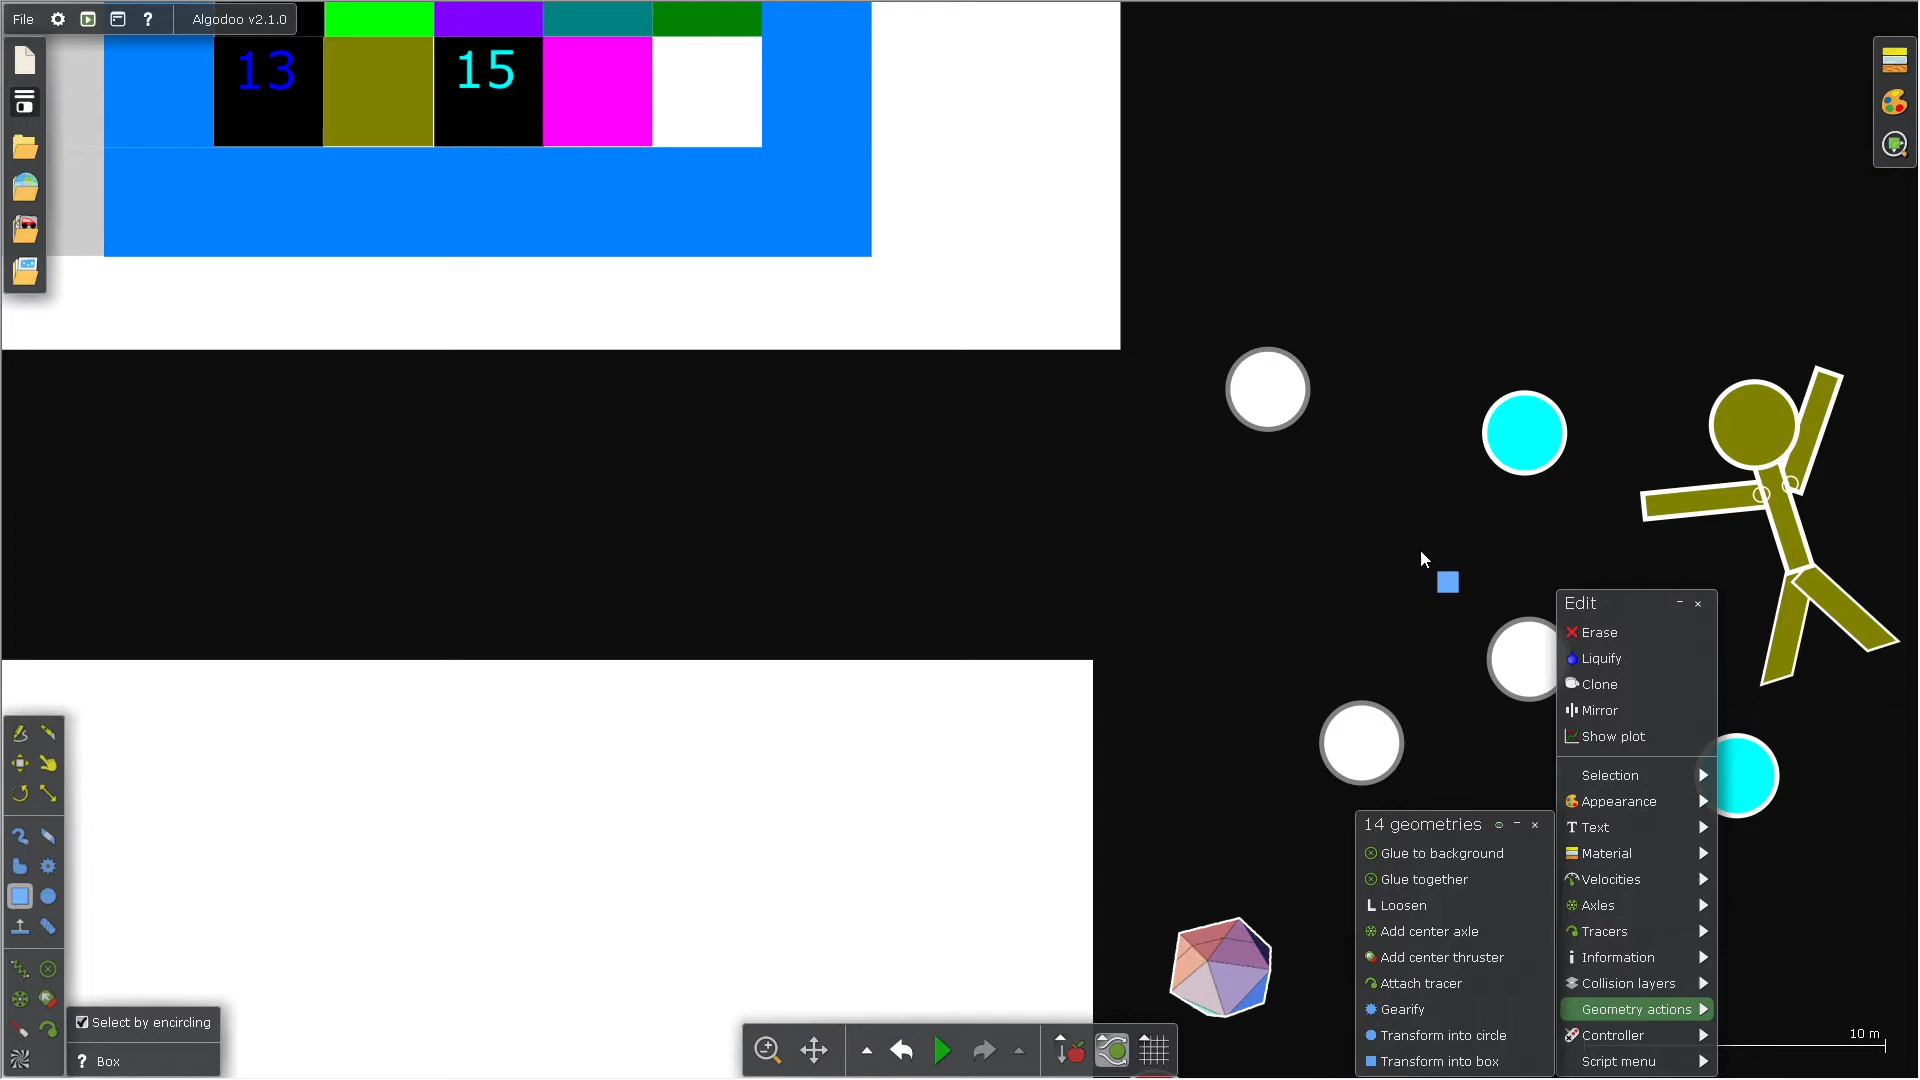 File
?
Algodoo v2.1.0
13
15
Edit
Erase
Liquify
Clone
Mirror
Show plot
Selection
Appearance
T Text
Material
Velocities
Axles
Tracers
Information
Collision layers
Geometry actions
Controller
Script menu
14 geometries
Glue to background
Glue together
Loosen
Add center axle
Add center thruster
Attach tracer
Gearify
Transform into circle
Transform into box
Select by encircling
? Box
10 m